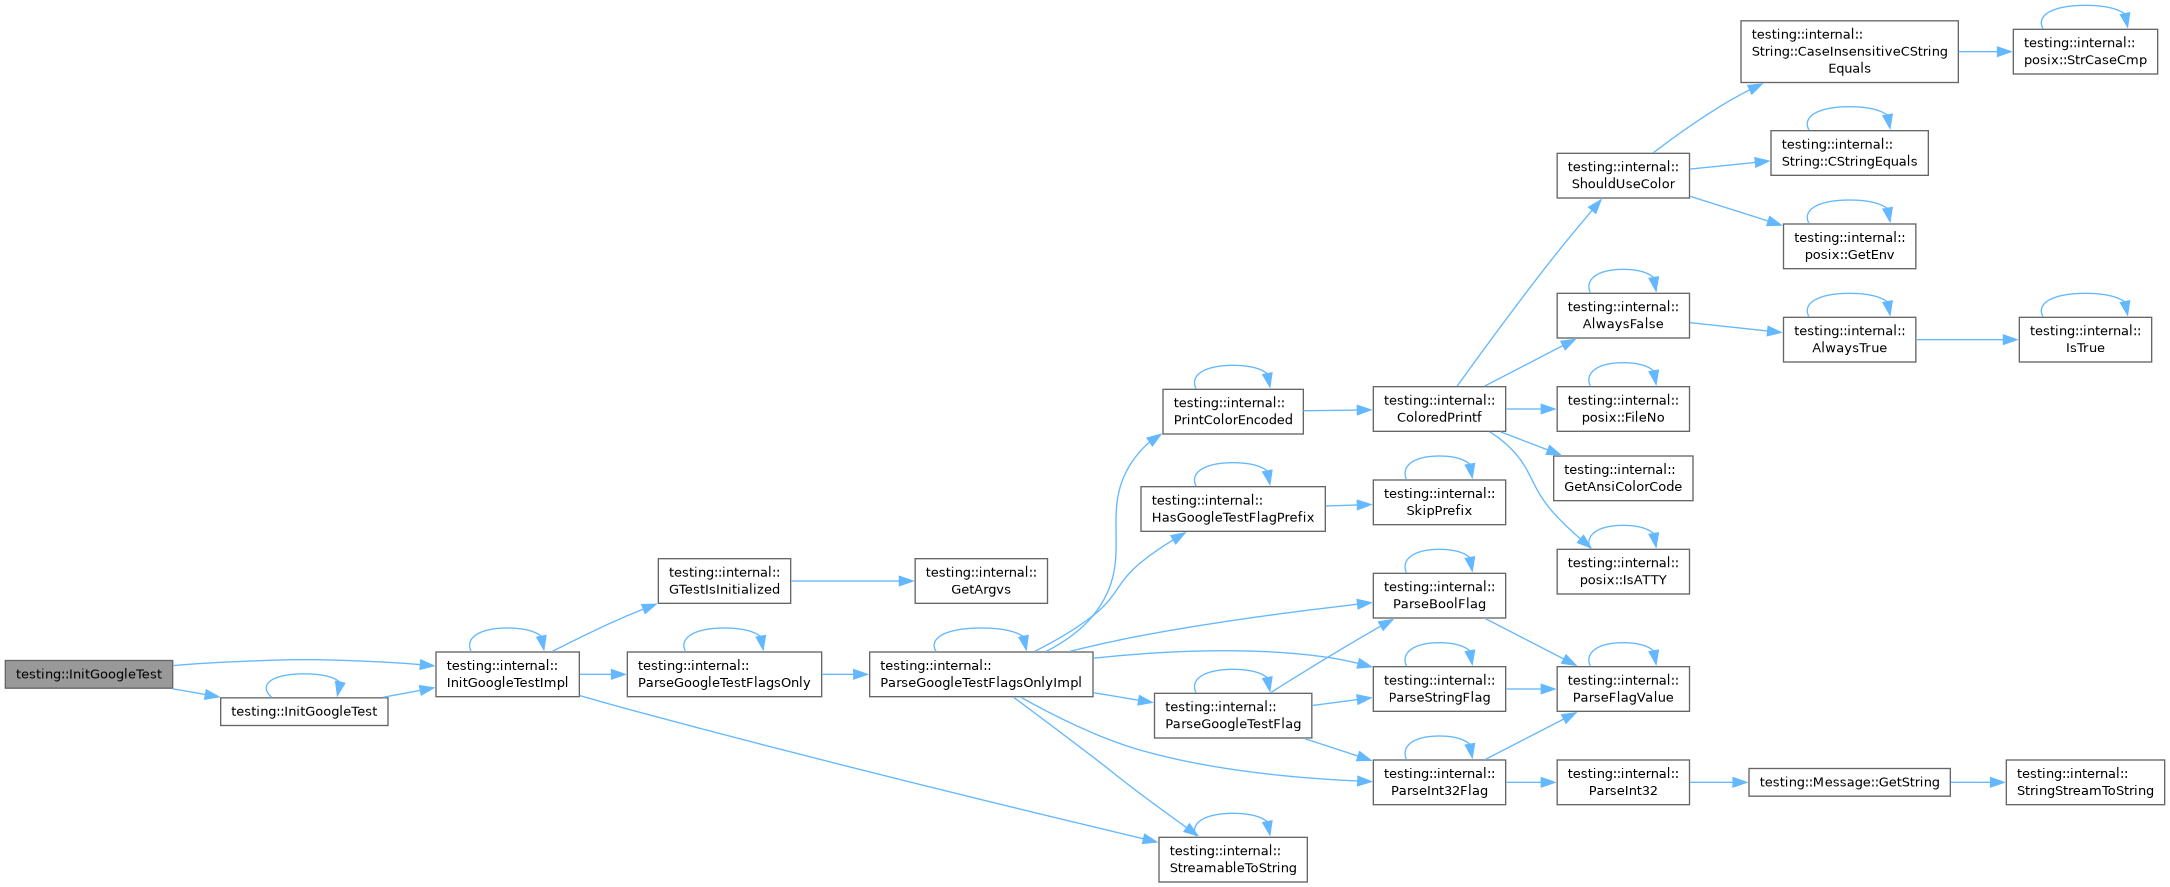 testing::InitGoogleTest
testing::InitGoogleTest
testing::internal::
InitGoogleTestImpl
testing::internal::
GTestIsInitialized
testing::internal::
GetArgvs
testing::internal::
ParseGoogleTestFlagsOnly
testing::internal::
ParseGoogleTestFlagsOnlyImpl
testing::internal::
PrintColorEncoded
testing::internal::
ColoredPrintf
testing::internal::
ShouldUseColor
testing::internal::
String::CaseInsensitiveCString
Equals
testing::internal::
posix::StrCaseCmp
testing::internal::
String::CStringEquals
testing::internal::
posix::GetEnv
testing::internal::
AlwaysFalse
testing::internal::
AlwaysTrue
testing::internal::
IsTrue
testing::internal::
posix::FileNo
testing::internal::
GetAnsiColorCode
testing::internal::
posix::IsATTY
testing::internal::
HasGoogleTestFlagPrefix
testing::internal::
SkipPrefix
testing::internal::
ParseBoolFlag
testing::internal::
ParseStringFlag
testing::internal::
ParseFlagValue
testing::internal::
ParseGoogleTestFlag
testing::internal::
ParseInt32Flag
testing::internal::
ParseInt32
testing::Message::GetString
testing::internal::
StringStreamToString
testing::internal::
StreamableToString